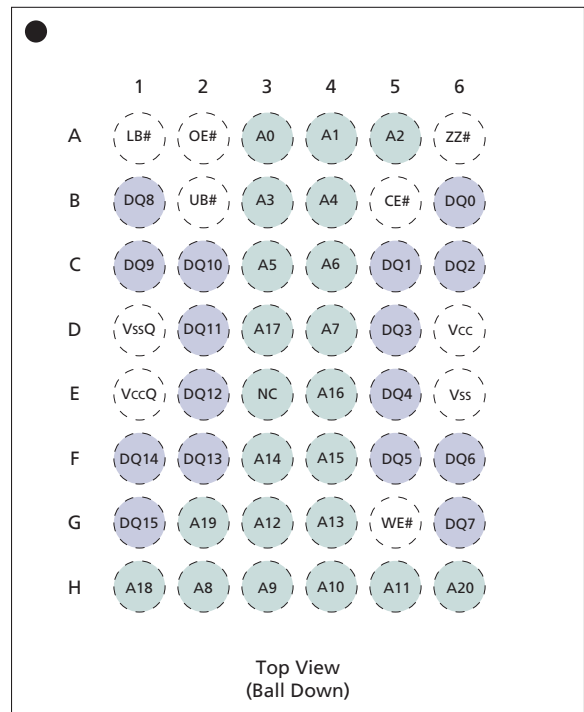 1 2 3 4 5 6
A LB# OE# A0 A1 A2 ZZ#
B DQ8 UB# A3 A4 CE# DQ0
C DQ9 DQ10 A5 A6 DQ1 DQ2
D VssQ DQ11 A17 A7 DQ3 Vcc
E VccQ DQ12 NC A16 DQ4 Vss
F DQ14 DQ13 A14 A15 DQ5 DQ6
G DQ15 A19 A12 A13 WE# DQ7
H A18 A8 A9 A10 A11 A20
Top View
(Ball Down)